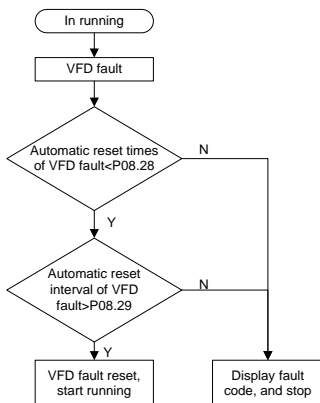 In running
VFD fault
Automatic reset times
of VFD fault<P08.28
N
Y
Automatic reset
interval of VFD
fault>P08.29
N
Y
VFD fault reset,
start running
Display fault
code, and stop